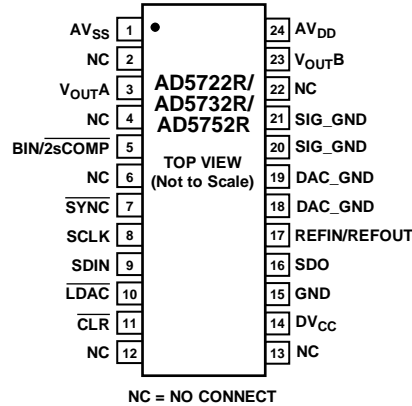 AVSS 1
NC 2
VOUTA 3
NC 4
BIN/2sCOMP 5
NC 6
SYNC 7
SCLK 8
SDIN 9
LDAC 10
CLR 11
NC 12
AD5722R/
AD5732R/
AD5752R
TOP VIEW
(Not to Scale)
24 AVDD
23 VOUTB
22 NC
21 SIG_GND
20 SIG_GND
19 DAC_GND
18 DAC_GND
17 REFIN/REFOUT
16 SDO
15 GND
14 DVCC
13 NC
NC = NO CONNECT